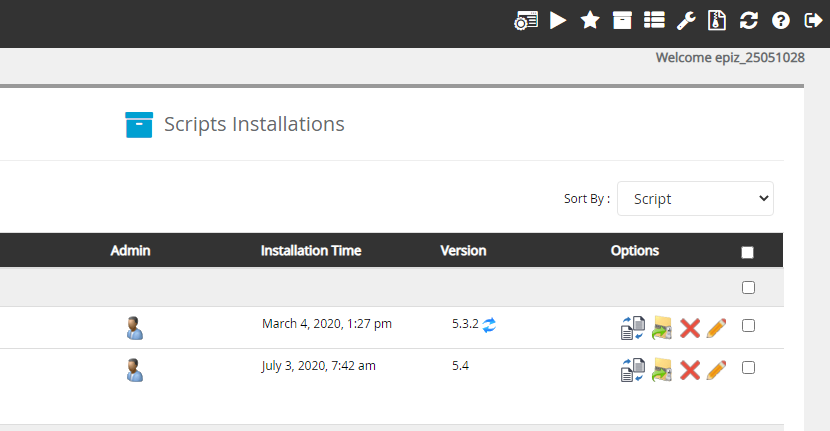 Welcome epiz_25051028
Scripts Installations
Sort By : Script
Admin Installation Time Version Options
March 4, 2020, 1:27 pm 5.3.2
July 3, 2020, 7:42 am 5.4